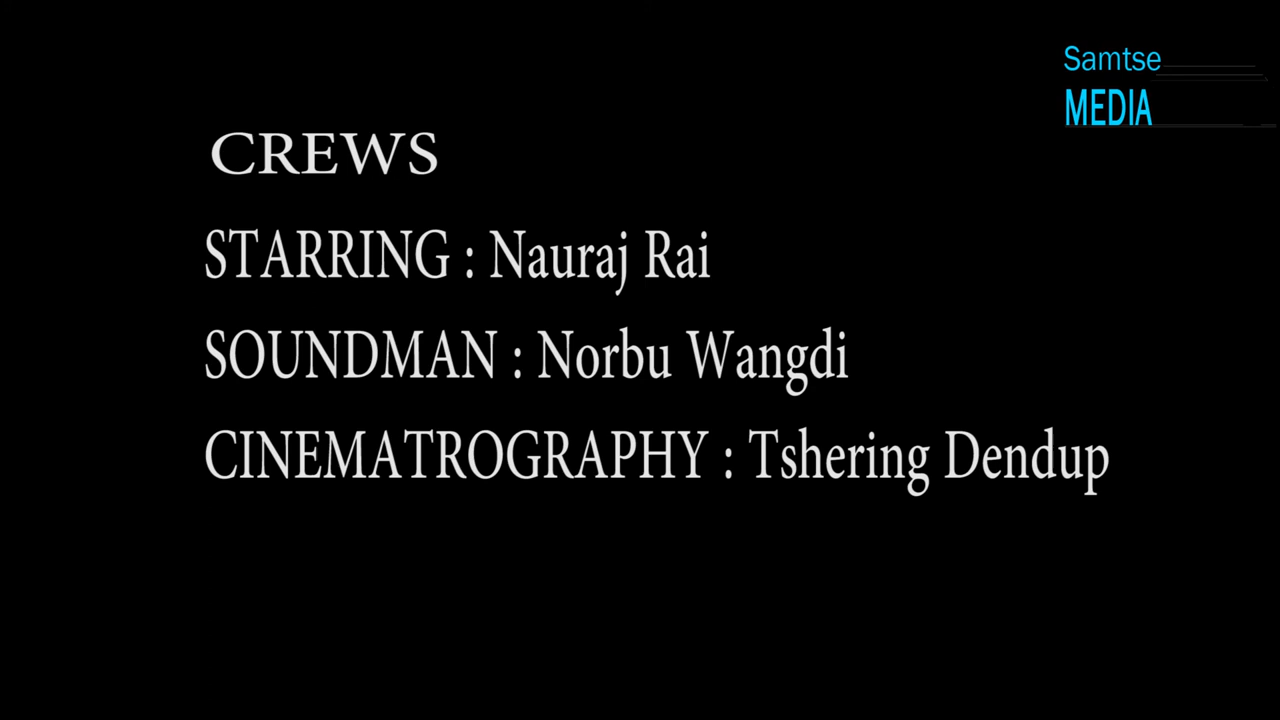 Samtse
MEDIA
CREWS
STARRING : Nauraj Rai
SOUNDMAN : Norbu Wangdi
CINEMATROGRAPHY : Tshering Dendup